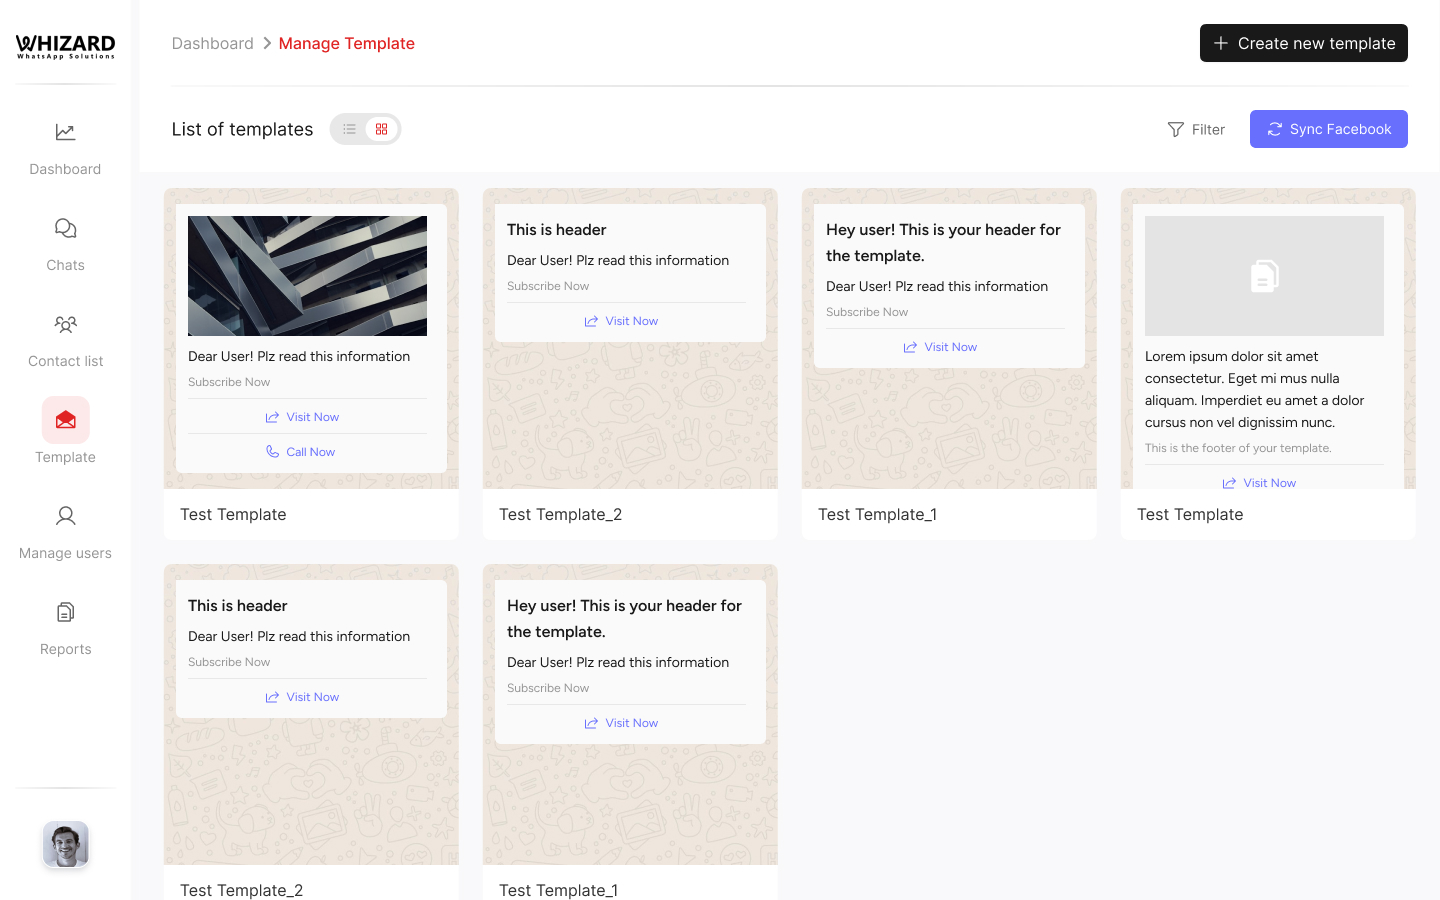 WHIZARD
WhatsApp Solutions
Dashboard
Chats
Contact list
Template
Manage users
Reports
Dashboard > Manage Template
Create new template
List of templates
Filter
Sync Facebook
Dear User! Plz read this information
Subscribe Now
Visit Now
Call Now
Test Template
This is header
Dear User! Plz read this information
Subscribe Now
Visit Now
Test Template_2
Hey user! This is your header for
the template.
Dear User! Plz read this information
Subscribe Now
Visit Now
Test Template_1
Lorem ipsum dolor sit amet
consectetur. Eget mi mus nulla
aliquam. Imperdiet eu amet a dolor
cursus non vel dignissim nunc.
This is the footer of your template.
Visit Now
Test Template
This is header
Dear User! Plz read this information
Subscribe Now
Visit Now
Test Template_2
Hey user! This is your header for
the template.
Dear User! Plz read this information
Subscribe Now
Visit Now
Test Template_1